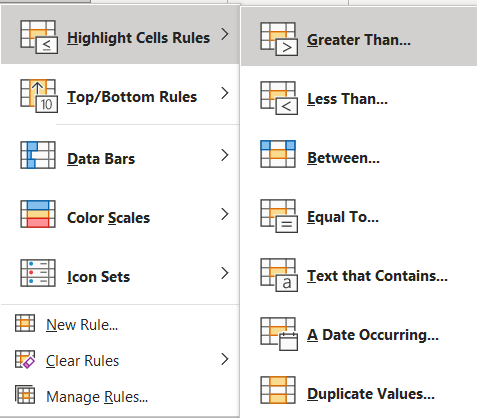 Highlight Cells Rules
Top/Bottom Rules
10
Data Bars
Color Scales
Icon Sets
New Rule...
Clear Rules
Manage Rules...
Greater Than...
Less Than...
Between...
Equal To...
Text that Contains...
a
A Date Occurring...
Duplicate Values...